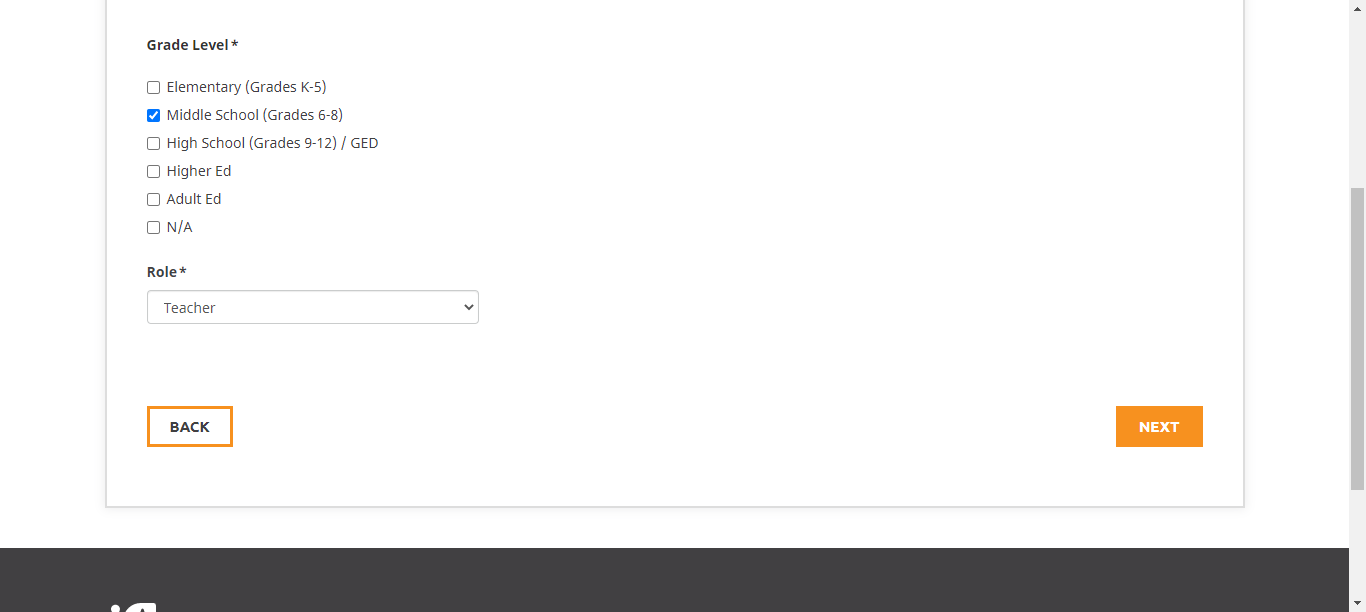 Grade Level*
Elementary (Grades K-5)
Middle School (Grades 6-8)
High School (Grades 9-12) / GED
Higher Ed
Adult Ed
N/A
Role*
Teacher
BACK
NEXT